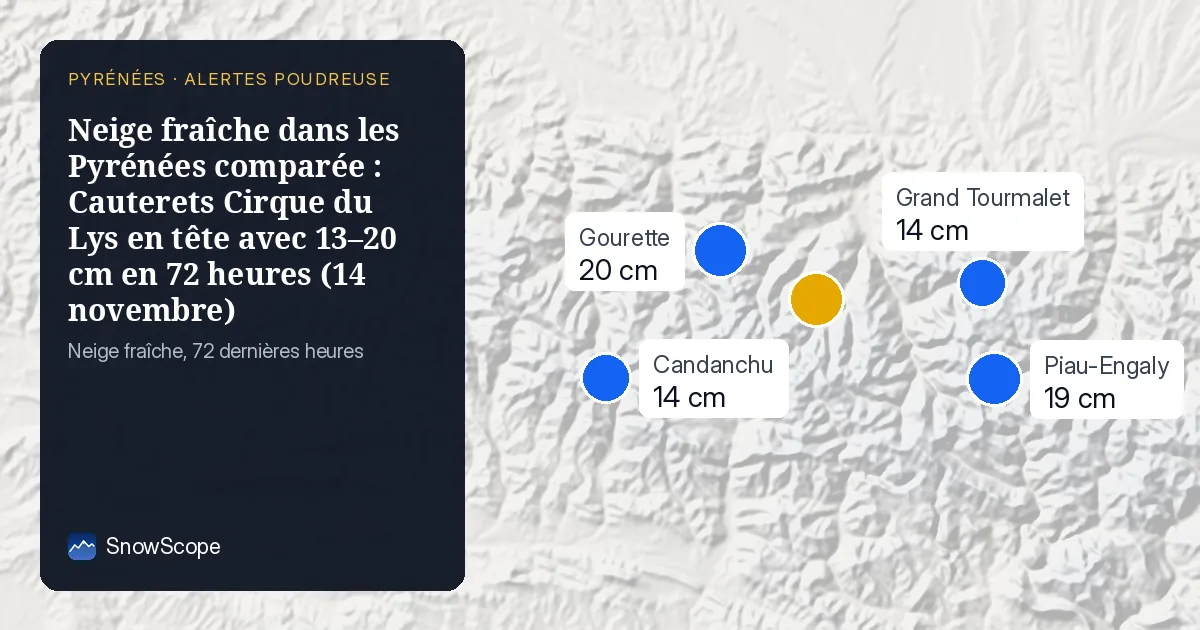 PYRÉNÉES · ALERTES POUDREUSE
Neige fraîche dans les
Pyrénées comparée :
Cauterets Cirque du
Lys en tête avec 13–20
cm en 72 heures (14
novembre)
Neige fraîche, 72 dernières heures
SnowScope
Gourette
20 cm
Grand Tourmalet
14 cm
Candanchu
14 cm
Piau-Engaly
19 cm